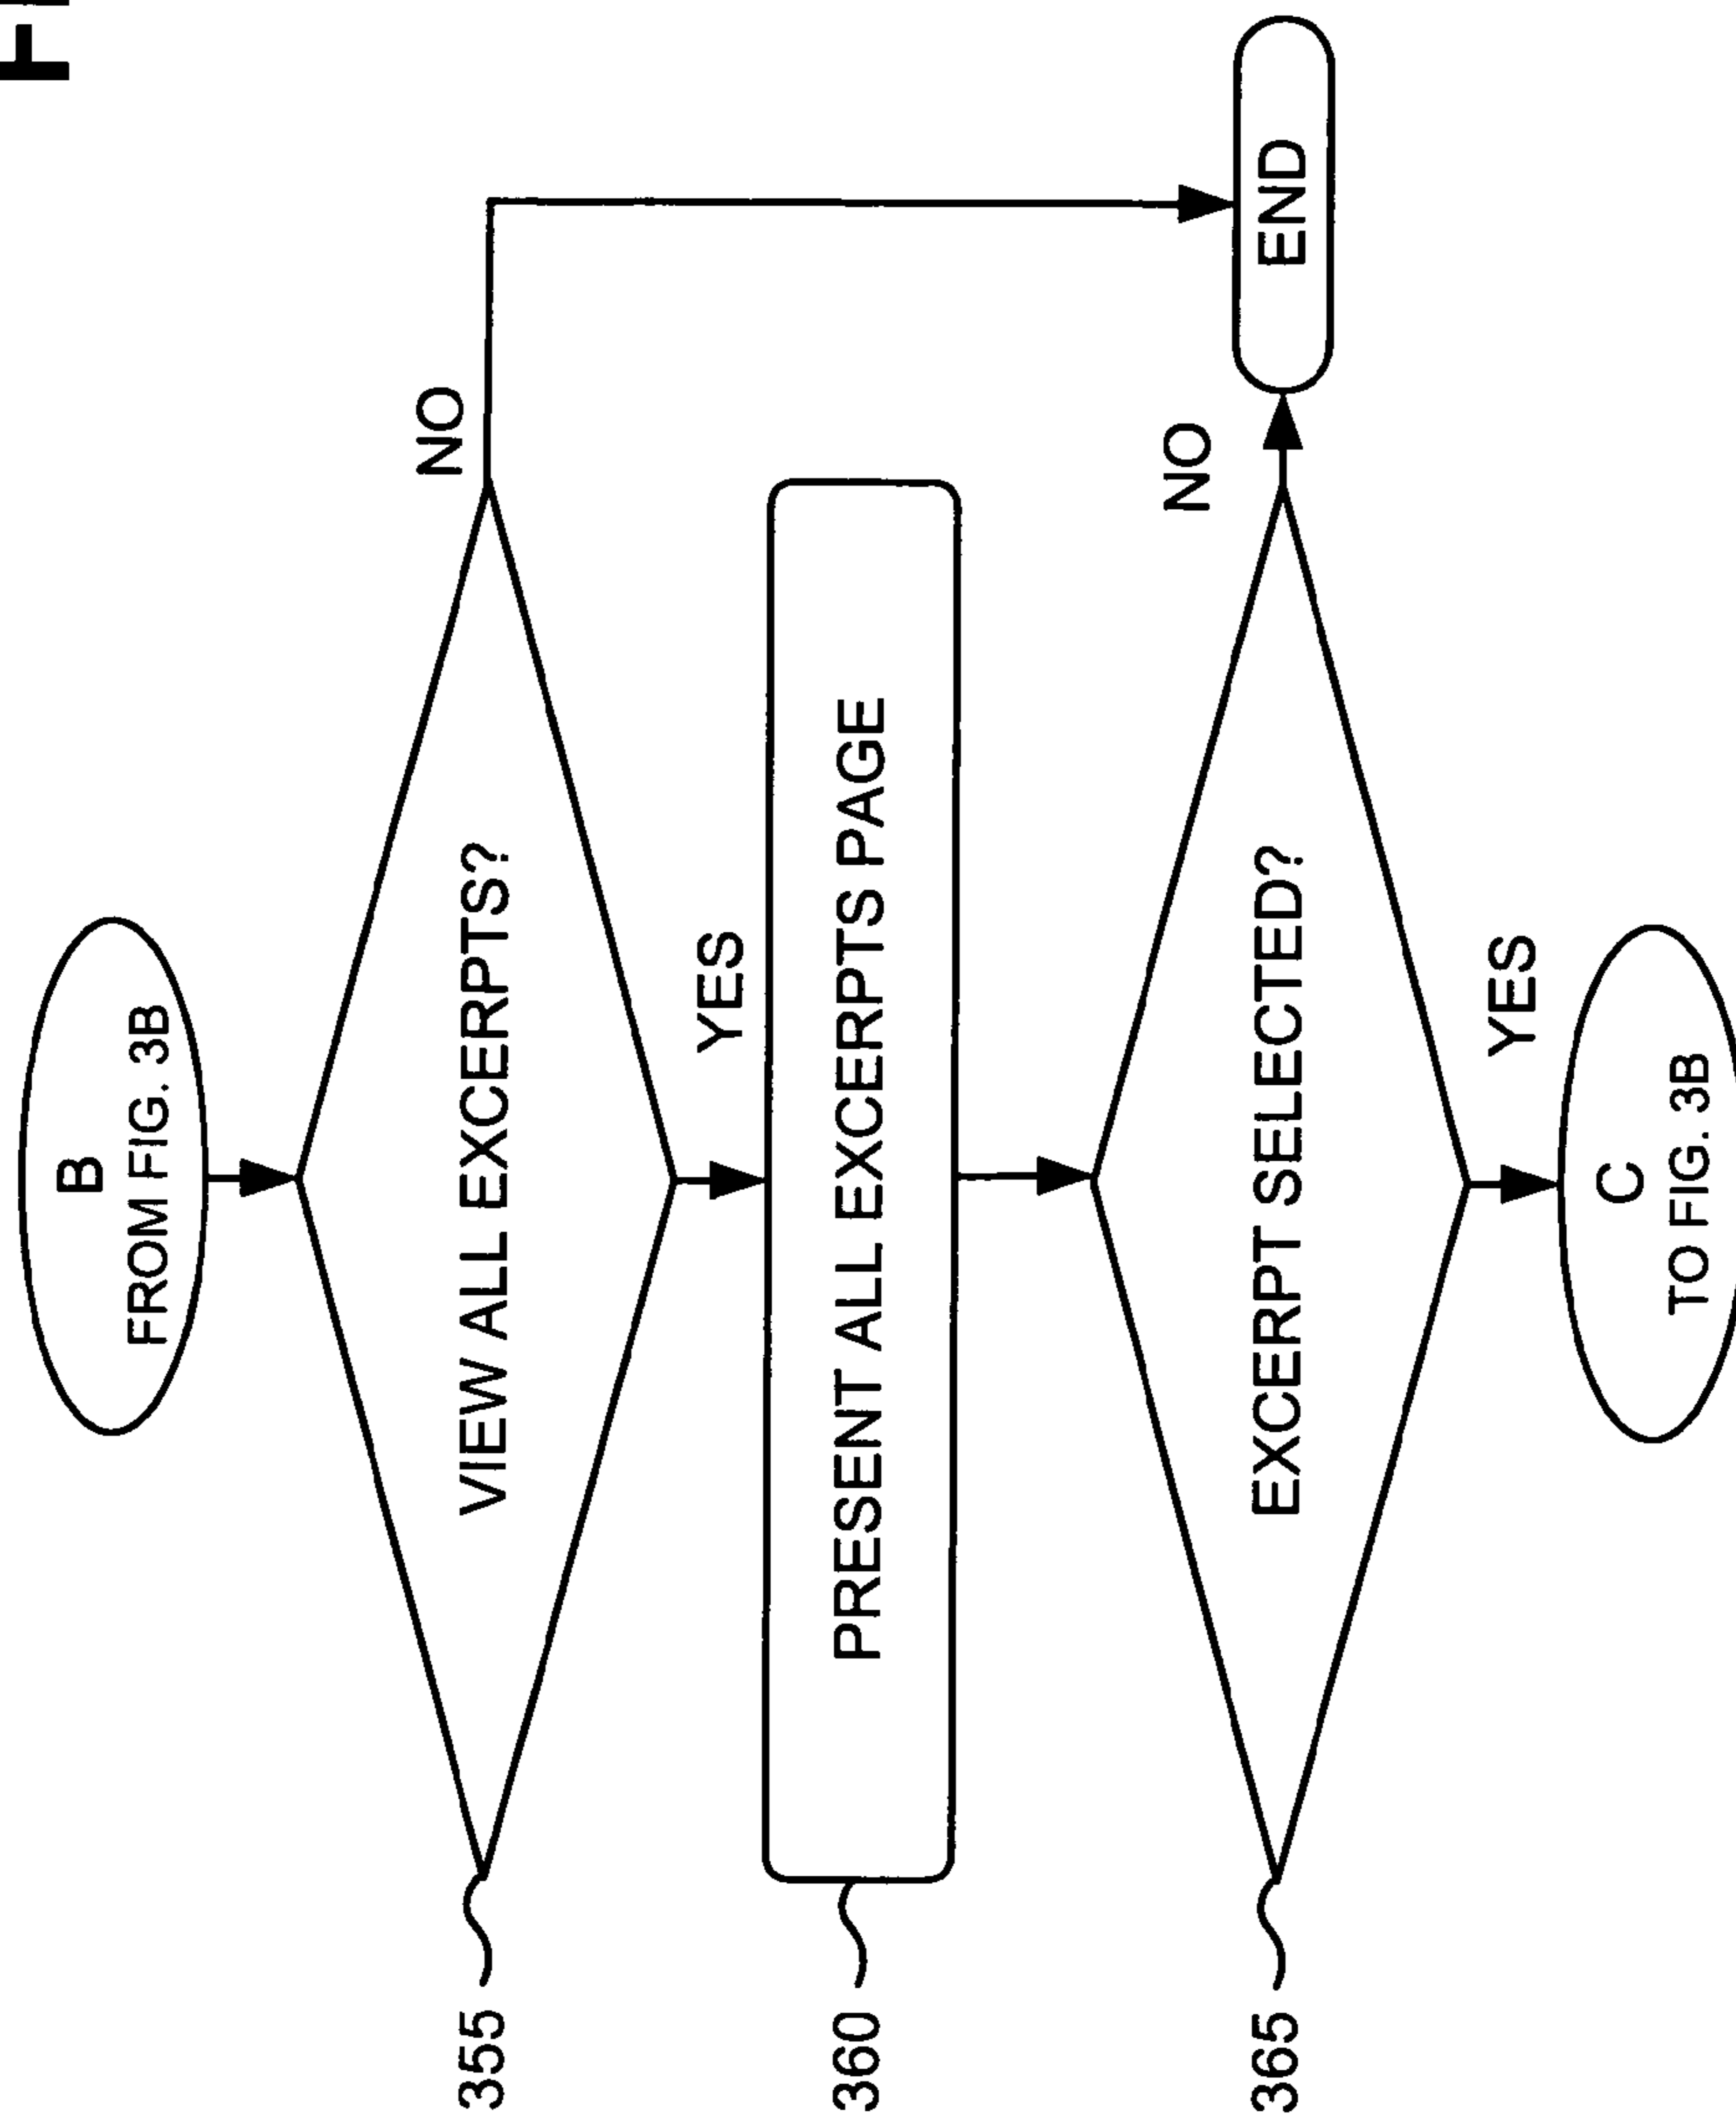 B
FROM FIG. 3B
355
VIEW ALL EXCERPTS?
NO
YES
360
PRESENT ALL EXCERPTS PAGE
365
EXCERPT SELECTED?
NO
END
YES
C
TO FIG. 3B